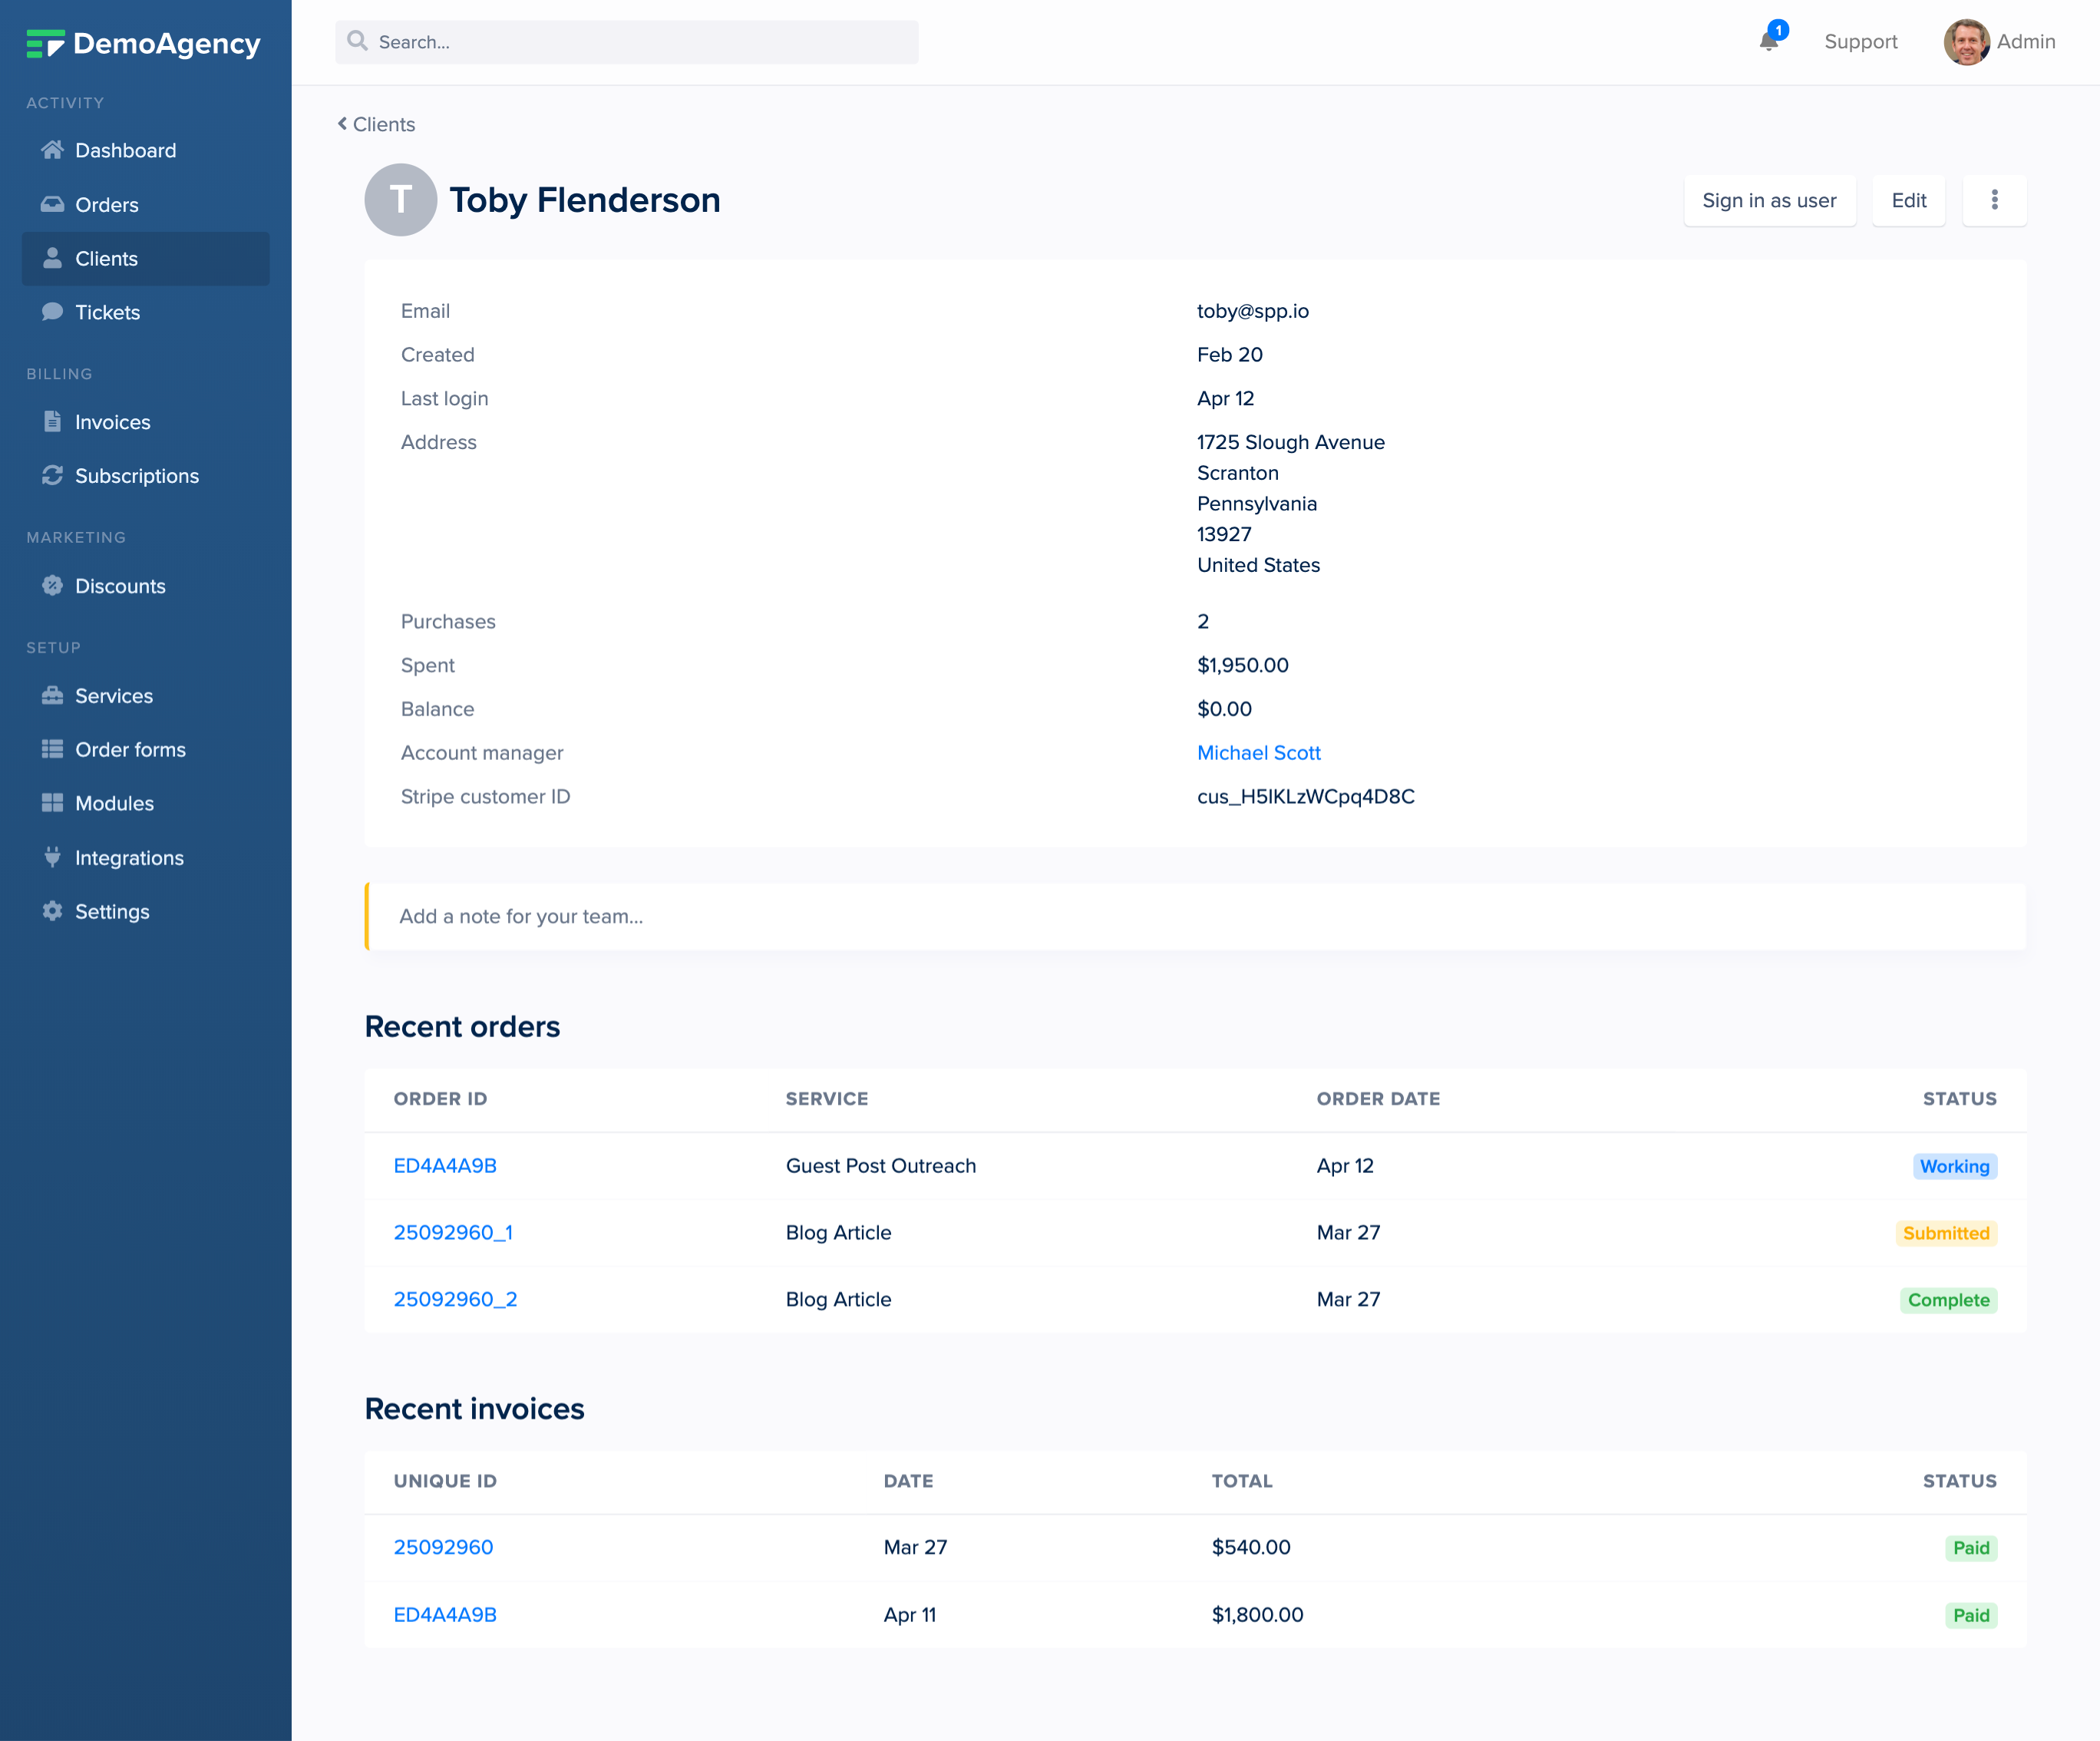 DemoAgency
Search...
1
Support
Admin
ACTIVITY
Dashboard
Orders
Clients
Tickets
BILLING
Invoices
Subscriptions
MARKETING
Discounts
SETUP
Services
Order forms
Modules
Integrations
Settings
Clients
T
Toby Flenderson
Sign in as user
Edit
Email toby@spp.io
Created Feb 20
Last login Apr 12
Address 1725 Slough Avenue
Scranton
Pennsylvania
13927
United States
Purchases 2
Spent $1,950.00
Balance $0.00
Account manager Michael Scott
Stripe customer ID cus_H5IKLzWCpq4D8C
Add a note for your team...
Recent orders
ORDER ID SERVICE ORDER DATE STATUS
ED4A4A9B Guest Post Outreach Apr 12 Working
25092960_1 Blog Article Mar 27 Submitted
25092960_2 Blog Article Mar 27 Complete
Recent invoices
UNIQUE ID DATE TOTAL STATUS
25092960 Mar 27 $540.00 Paid
ED4A4A9B Apr 11 $1,800.00 Paid